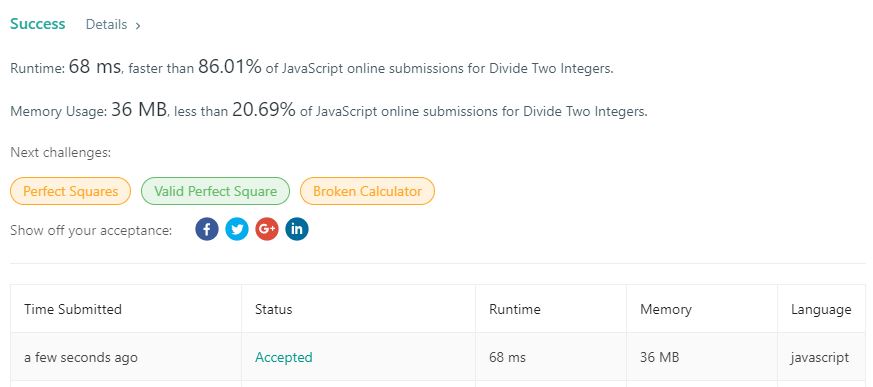 Success Details >
Runtime: 68 ms, faster than 86.01% of JavaScript online submissions for Divide Two Integers.
Memory Usage: 36 MB, less than 20.69% of JavaScript online submissions for Divide Two Integers.
Next challenges:
Perfect Squares Valid Perfect Square Broken Calculator
Show off your acceptance: f G+ in
Time Submitted Status Runtime Memory Language
a few seconds ago Accepted 68 ms 36 MB javascript